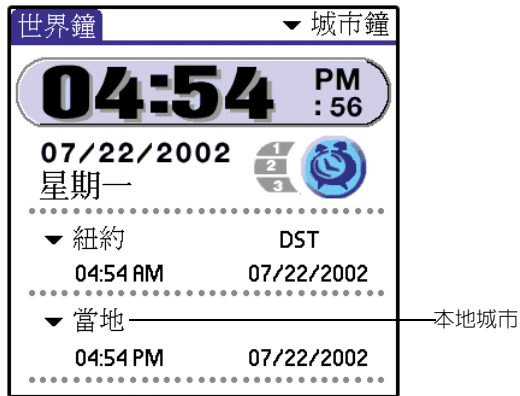 世界鐘 城市鐘
04:54 PM
: 56
07/22/2002
星期一
1
2
3
紐約 DST
04:54 AM 07/22/2002
當地 本地城市
04:54 PM 07/22/2002